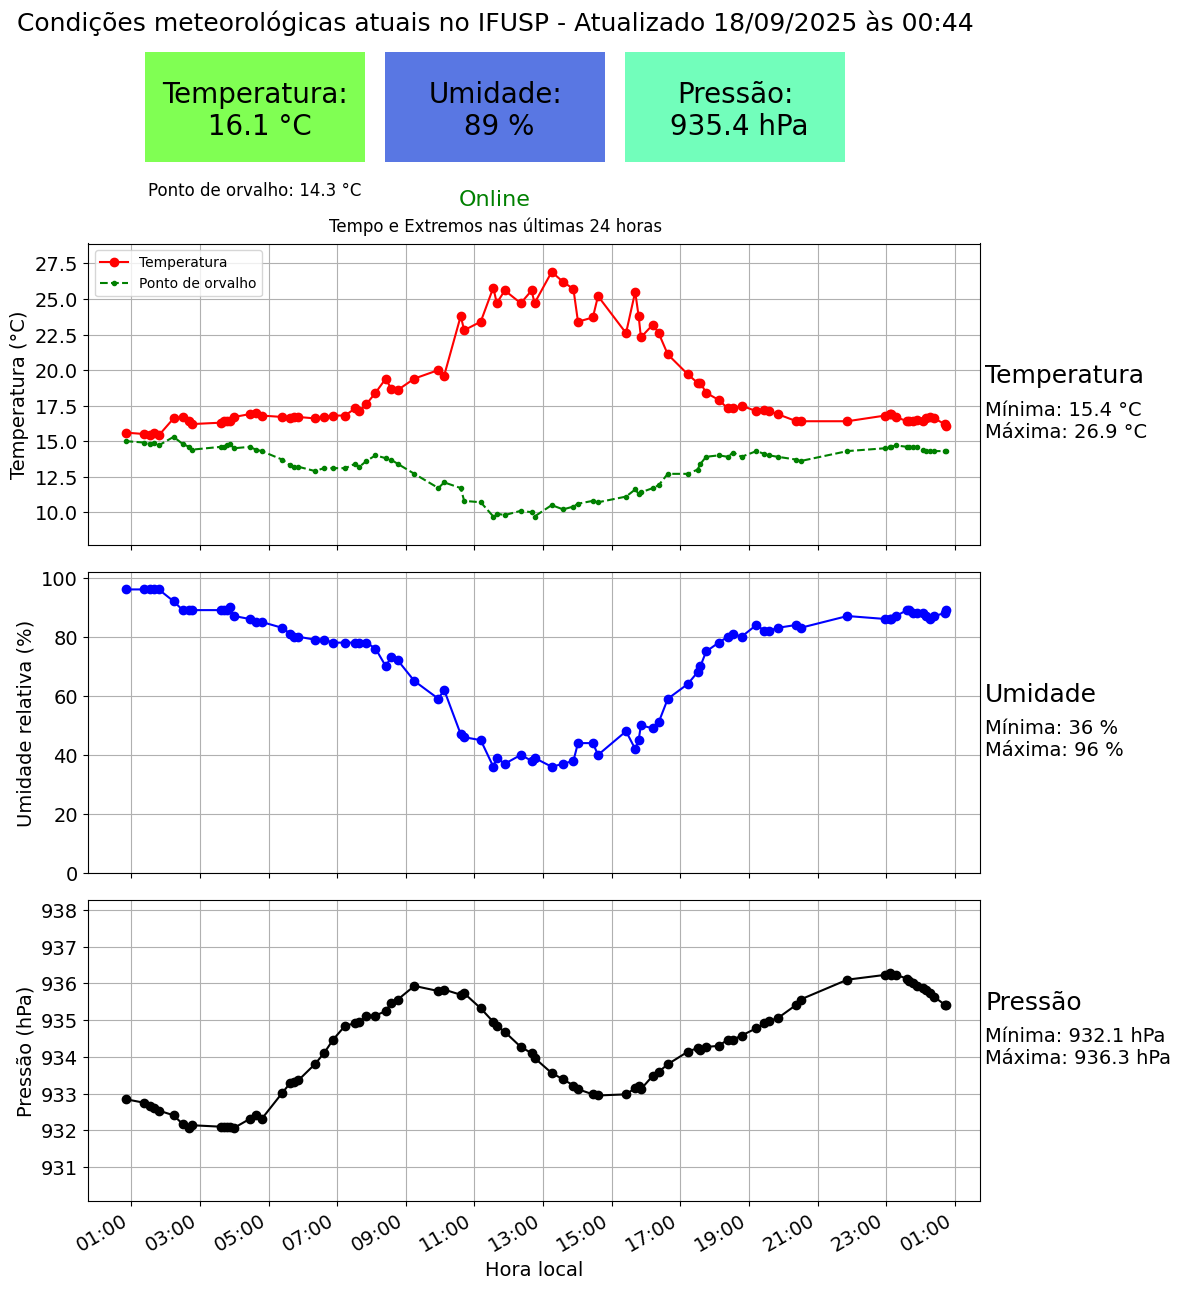 Condições meteorológicas atuais no IFUSP - Atualizado 18/09/2025 às 00:44
Temperatura:
16.1 °C
Umidade:
89 %
Pressão:
935.4 hPa
Ponto de orvalho: 14.3 °C
Online
Tempo e Extremos nas últimas 24 horas
Temperatura (°C)
27.5
25.0
22.5
20.0
17.5
15.0
12.5
10.0
Temperatura
Ponto de orvalho
Temperatura
Mínima: 15.4 °C
Máxima: 26.9 °C
Umidade relativa (%)
100
80
60
40
20
0
Umidade
Mínima: 36 %
Máxima: 96 %
Pressão (hPa)
938
937
936
935
934
933
932
931
Pressão
Mínima: 932.1 hPa
Máxima: 936.3 hPa
01:00 03:00 05:00 07:00 09:00 11:00 13:00 15:00 17:00 19:00 21:00 23:00 01:00
Hora local